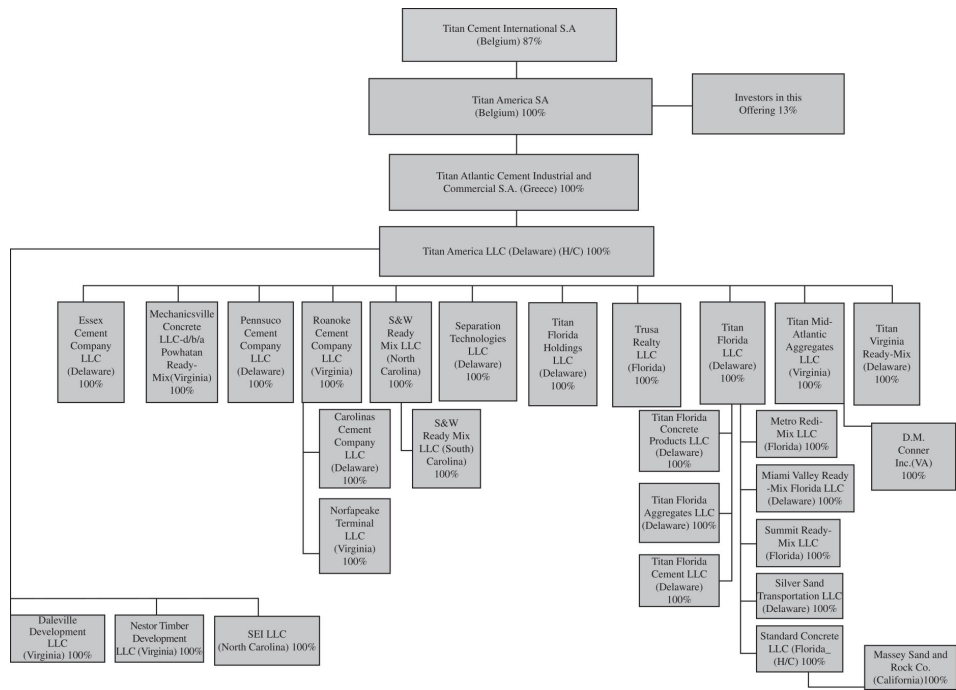 Titan Cement International S.A
(Belgium) 87%
Titan America SA
(Belgium) 100%
Investors in this
Offering 13%
Titan Atlantic Cement Industrial and
Commercial S.A. (Greece) 100%
Titan America LLC (Delaware) (H/C) 100%
Essex
Cement
Company
LLC
(Delaware)
100%
Mechanicsville
Concrete
LLC-d/b/a
Powhatan
Ready-
Mix(Virginia)
100%
Pennsuco
Cement
Company
LLC
(Delaware)
100%
Roanoke
Cement
Company
LLC
(Virginia)
100%
S&W
Ready
Mix LLC
(North
Carolina)
100%
Separation
Technologies
LLC
(Delaware)
100%
Titan
Florida
Holdings
LLC
(Delaware)
100%
Trusa
Realty
LLC
(Florida)
100%
Titan
Florida
LLC
(Delaware)
100%
Titan Mid-
Atlantic
Aggregates
LLC
(Virginia)
100%
Titan
Virginia
Ready-Mix
(Delaware)
100%
Carolinas
Cement
Company
LLC
(Delaware)
100%
S&W
Ready Mix
LLC (South)
Carolina)
100%
Titan Florida
Concrete
Products LLC
(Delaware)
100%
Metro Redi-
Mix LLC
(Florida) 100%
D.M.
Conner
Inc.(VA)
100%
Norfapeake
Terminal
LLC
(Virginia)
100%
Titan Florida
Aggregates LLC
(Delaware) 100%
Miami Valley Ready
-Mix Florida LLC
(Delaware) 100%
Titan Florida
Cement LLC
(Delaware)
100%
Summit Ready-
Mix LLC
(Florida) 100%
Silver Sand
Transportation LLC
(Delaware) 100%
Daleville
Development
LLC
(Virginia) 100%
Nestor Timber
Development
LLC (Virginia) 100%
SEI LLC
(North Carolina) 100%
Standard Concrete
LLC (Florida_
(H/C) 100%
Massey Sand and
Rock Co.
(California)100%